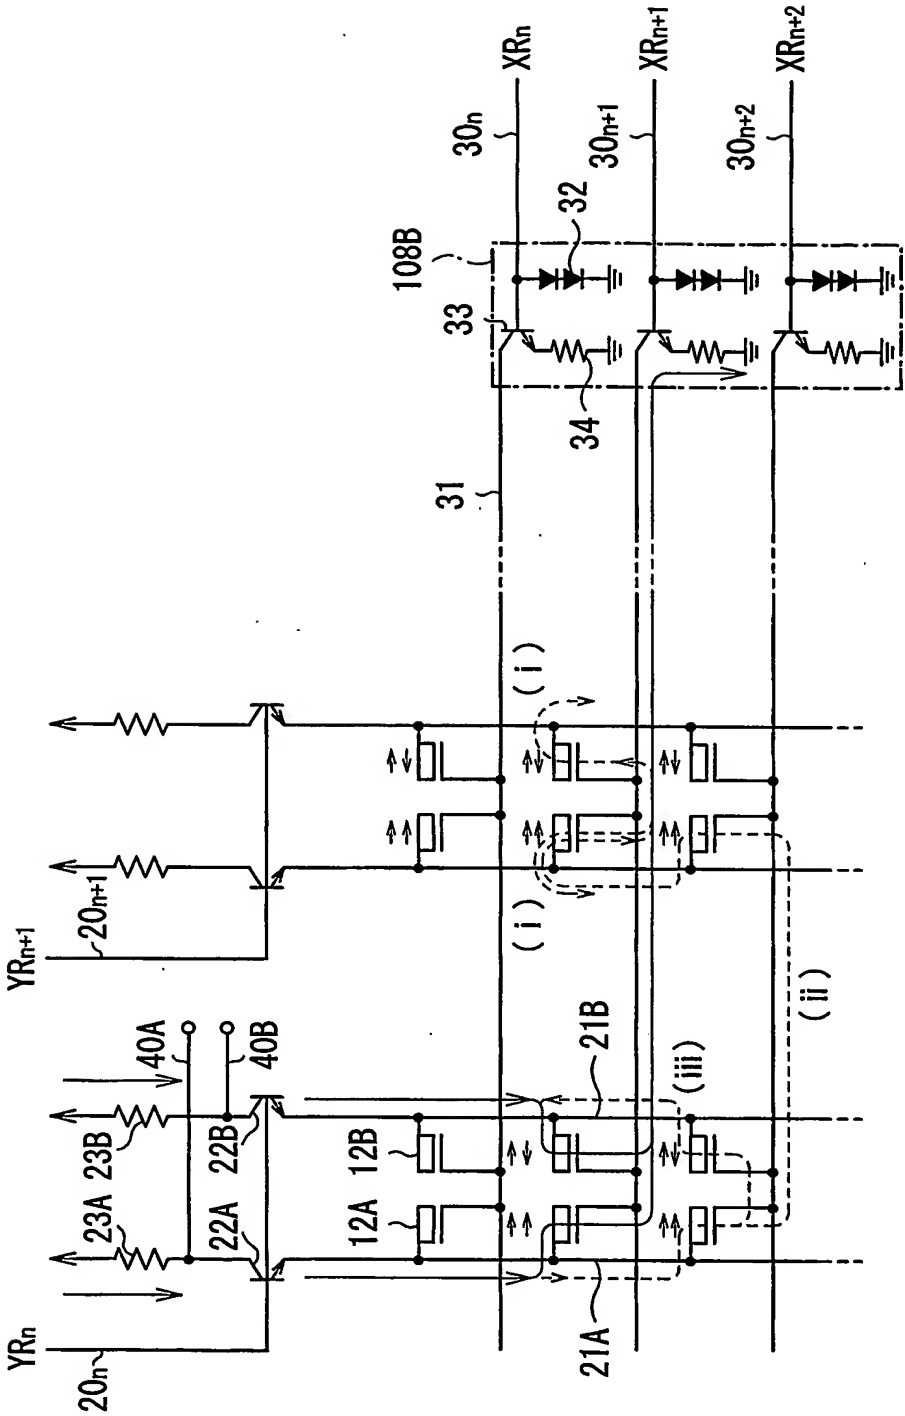 YRn
20n
23A
22A
23B
22B
40A
40B
YRn+1
20n+1
12A
12B
21A
21B
(i)
(i)
(ii)
(iii)
31
108B
33
34
32
30n
XRn
30n+1
XRn+1
30n+2
XRn+2